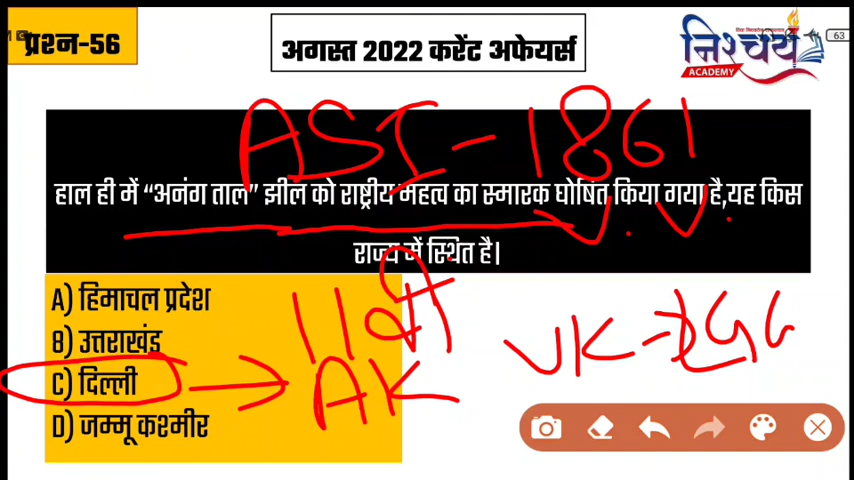 प्रश्न-56
अगस्त 2022 करेंट अफेयर्स
निश्चय
ACADEMY
63
ASI-1861
हाल ही में “अनंग ताल” झील को राष्ट्रीय महत्व का स्मारक घोषित किया गया है,यह किस
राज्य में स्थित है।
A) हिमाचल प्रदेश
B) उत्तराखंड
C) दिल्ली
D) जम्मू कश्मीर
11वी
AK